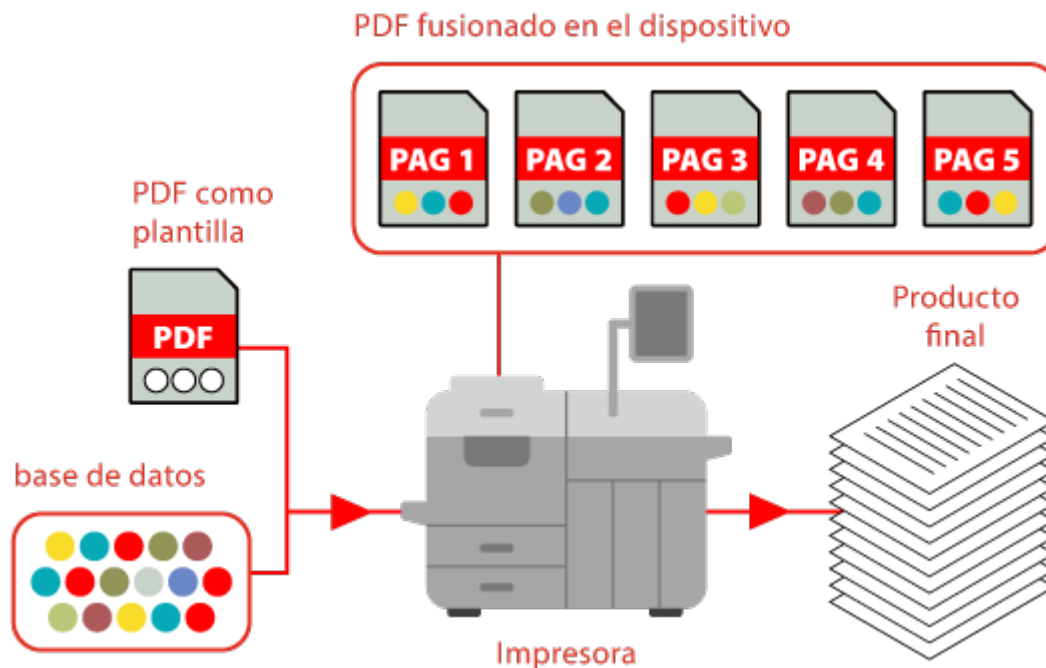 PDF fusionado en el dispositivo
PAG 1
PAG 2
PAG 3
PAG 4
PAG 5
PDF como
plantilla
PDF
base de datos
Impresora
Producto
final